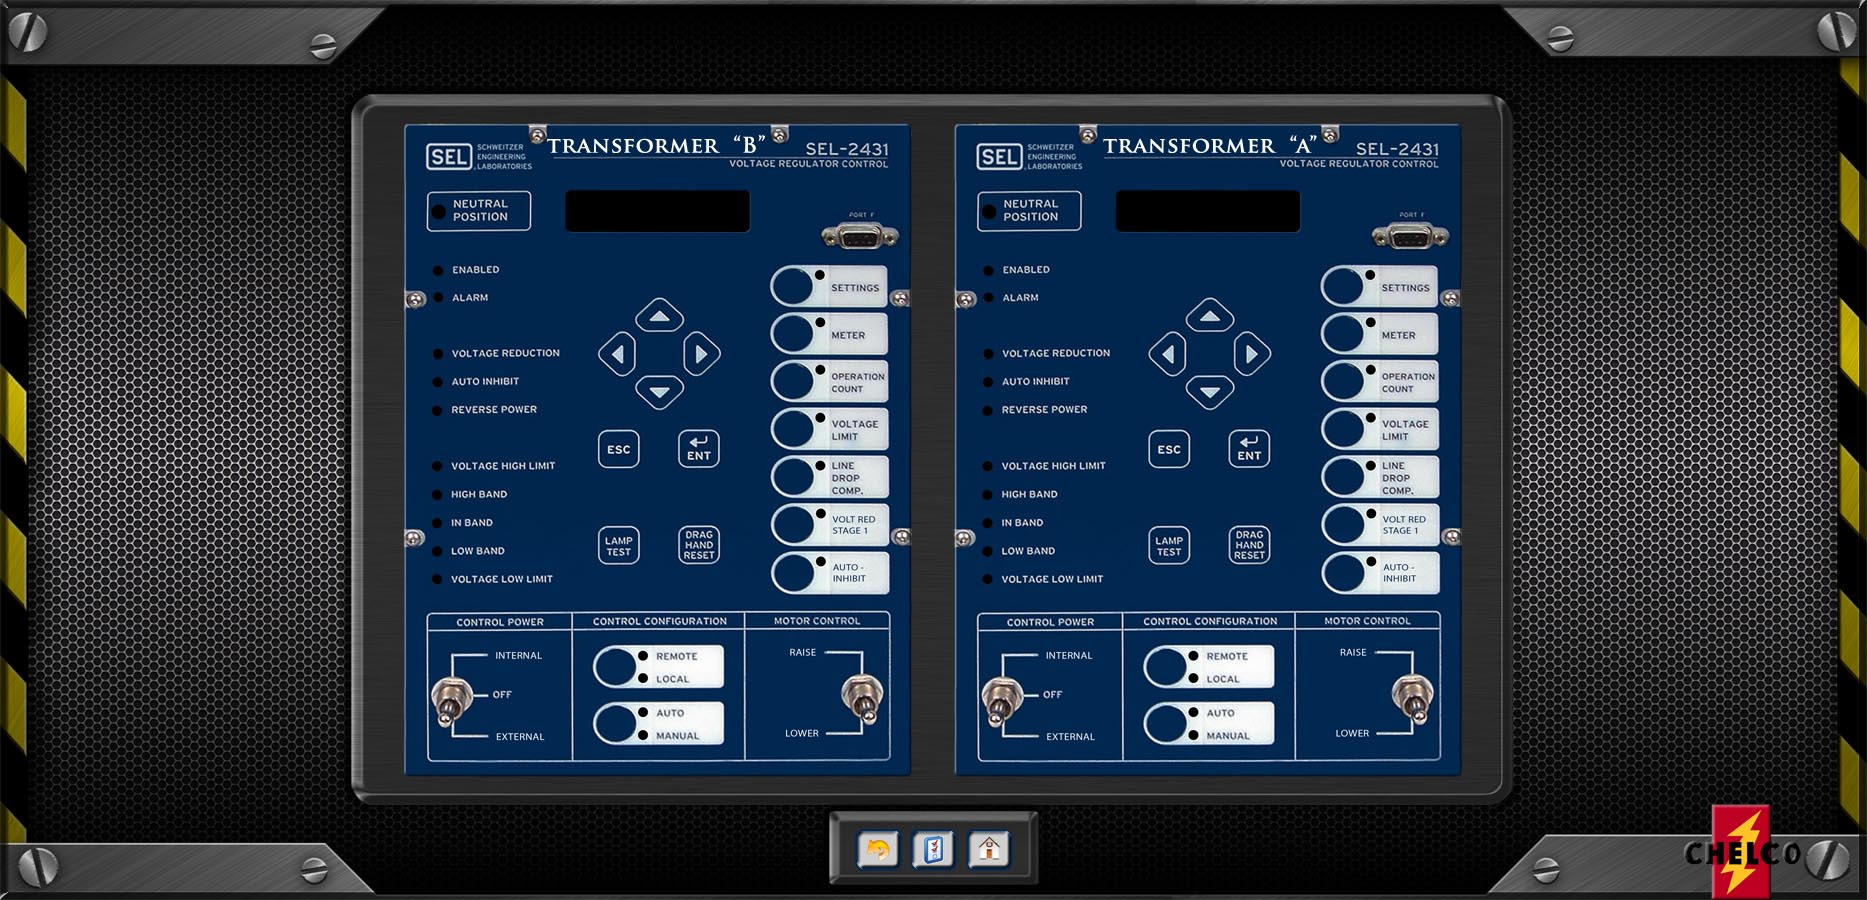 TRANSFORMER “B”
SEL
SCHWEITZER
ENGINEERING
LABORATORIES
SEL-2431
VOLTAGE REGULATOR CONTROL
NEUTRAL
POSITION
PORT F
ENABLED
ALARM
VOLTAGE REDUCTION
AUTO INHIBIT
REVERSE POWER
VOLTAGE HIGH LIMIT
HIGH BAND
IN BAND
LOW BAND
VOLTAGE LOW LIMIT
ESC
ENT
LAMP
TEST
DRAG
HAND
RESET
SETTINGS
METER
OPERATION
COUNT
VOLTAGE
LIMIT
LINE
DROP
COMP.
VOLT RED
STAGE 1
AUTO -
INHIBIT
CONTROL POWER
INTERNAL
OFF
EXTERNAL
CONTROL CONFIGURATION
REMOTE
LOCAL
AUTO
MANUAL
MOTOR CONTROL
RAISE
LOWER
TRANSFORMER “A”
SEL
SCHWEITZER
ENGINEERING
LABORATORIES
SEL-2431
VOLTAGE REGULATOR CONTROL
NEUTRAL
POSITION
PORT F
ENABLED
ALARM
VOLTAGE REDUCTION
AUTO INHIBIT
REVERSE POWER
VOLTAGE HIGH LIMIT
HIGH BAND
IN BAND
LOW BAND
VOLTAGE LOW LIMIT
ESC
ENT
LAMP
TEST
DRAG
HAND
RESET
SETTINGS
METER
OPERATION
COUNT
VOLTAGE
LIMIT
LINE
DROP
COMP.
VOLT RED
STAGE 1
AUTO -
INHIBIT
CONTROL POWER
INTERNAL
OFF
EXTERNAL
CONTROL CONFIGURATION
REMOTE
LOCAL
AUTO
MANUAL
MOTOR CONTROL
RAISE
LOWER
CHELCO